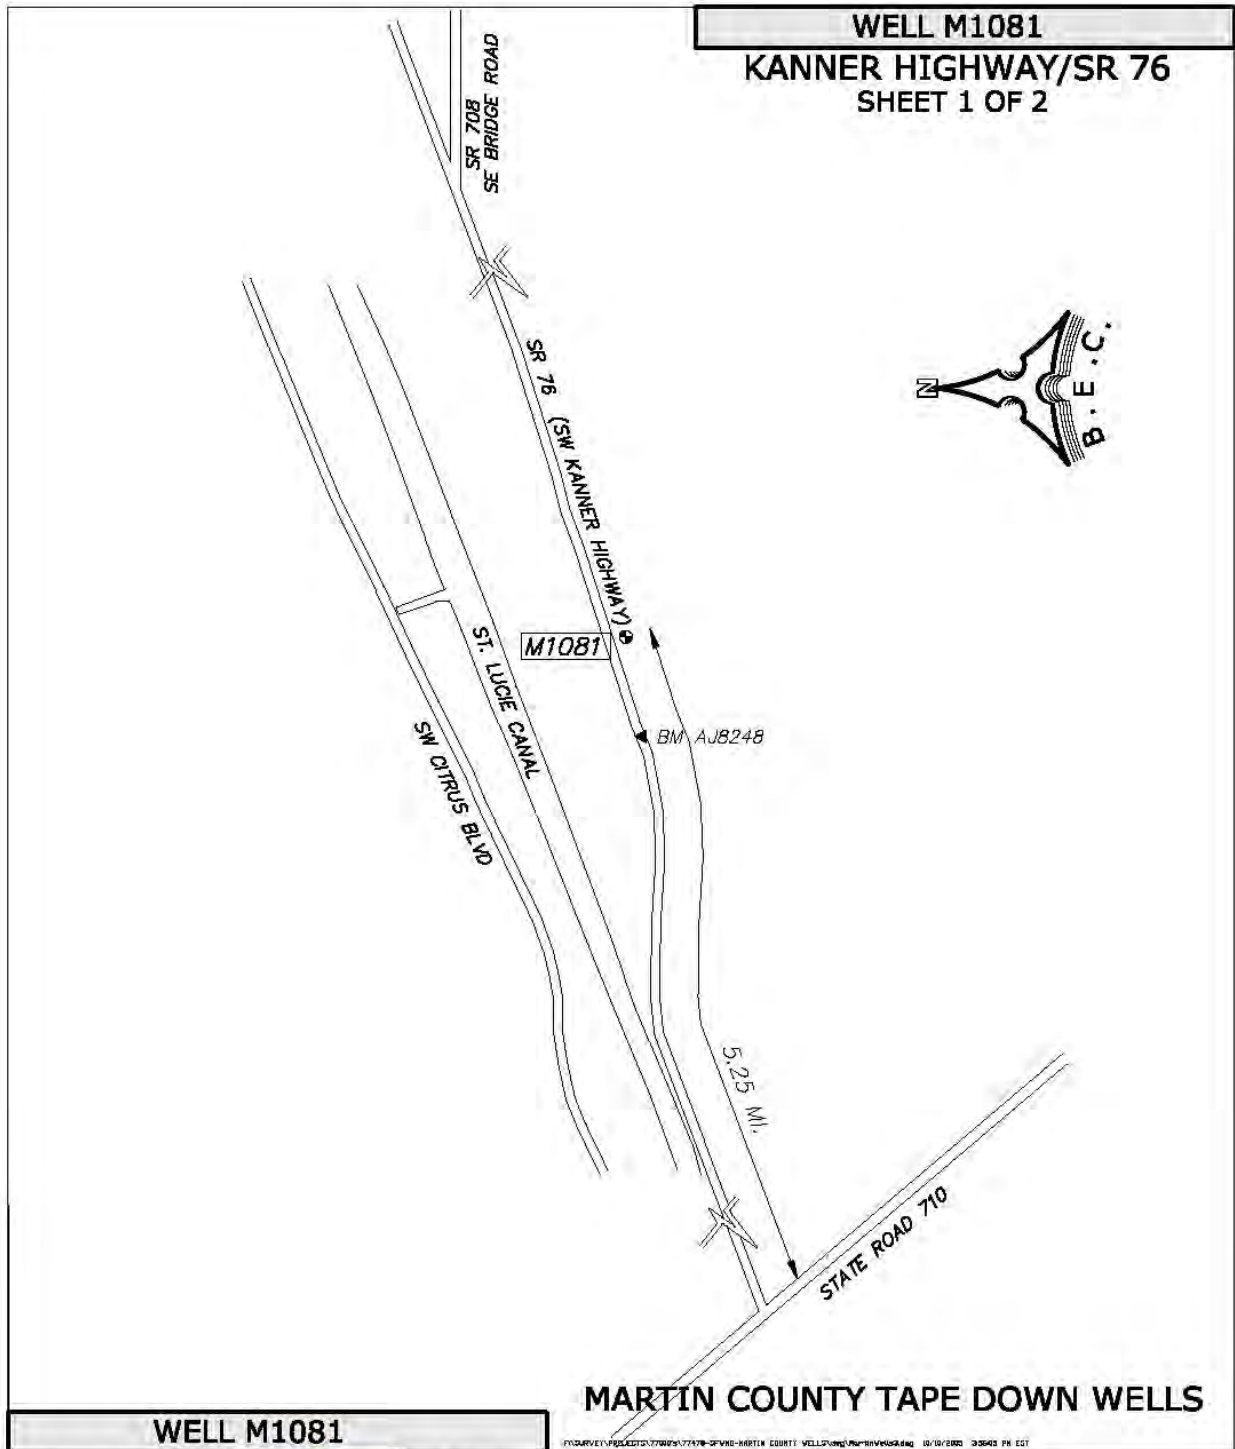 WELL M1081
KANNER HIGHWAY/SR 76
SHEET 1 OF 2
SR 708
SE BRIDGE ROAD
N
B.E.C.
SR 76 (SW KANNER HIGHWAY)
M1081
ST. LUCIE CANAL
BM AJ8248
SW CITRUS BLVD
5.25 MI.
STATE ROAD 710
MARTIN COUNTY TAPE DOWN WELLS
WELL M1081